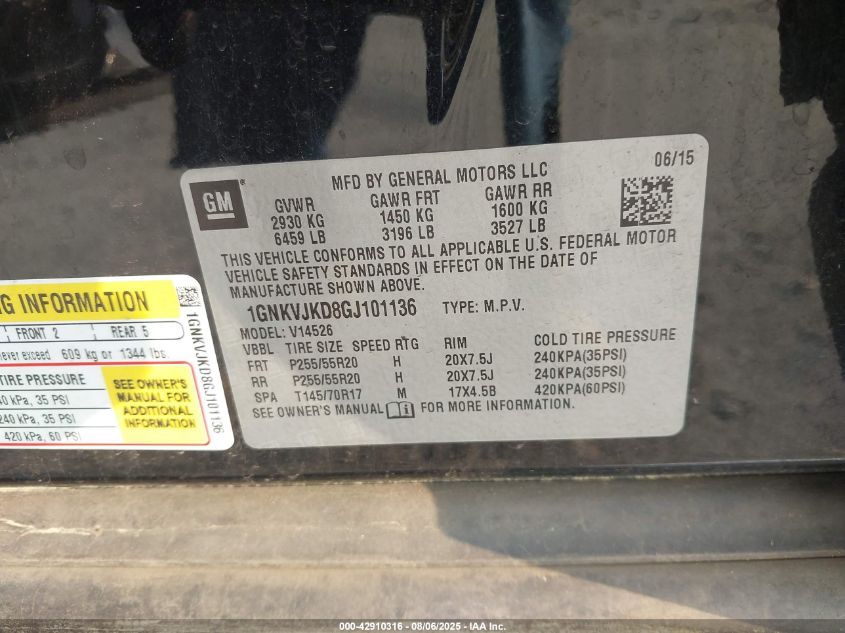 06/15
MFD BY GENERAL MOTORS LLC
GM
GVWR GAWR FRT GAWR RR
2930 KG 1450 KG 1600 KG
6459 LB 3196 LB 3527 LB
THIS VEHICLE CONFORMS TO ALL APPLICABLE U.S. FEDERAL MOTOR
VEHICLE SAFETY STANDARDS IN EFFECT ON THE DATE OF
MANUFACTURE SHOWN ABOVE.
1GNKVJKD8GJ101136 TYPE: M.P.V.
MODEL: V14526
VBBL TIRE SIZE SPEED RTG RIM COLD TIRE PRESSURE
FRT P255/55R20 H 20X7.5J 240KPA(35PSI)
RR P255/55R20 H 20X7.5J 240KPA(35PSI)
SPA T145/70R17 M 17X4.5B 420KPA(60PSI)
SEE OWNER'S MANUAL FOR MORE INFORMATION.
NG INFORMATION
FRONT 2 REAR 5
never exceed 609 kg or 1344 lbs.
TIRE PRESSURE
40 kPa, 35 PSI
240 kPa, 35 PSI
420 kPa, 60 PSI
SEE OWNER'S
MANUAL FOR
ADDITIONAL
INFORMATION
1GNKVJKD8GJ101136
000-42910316 - 08/06/2025 - IAA Inc.